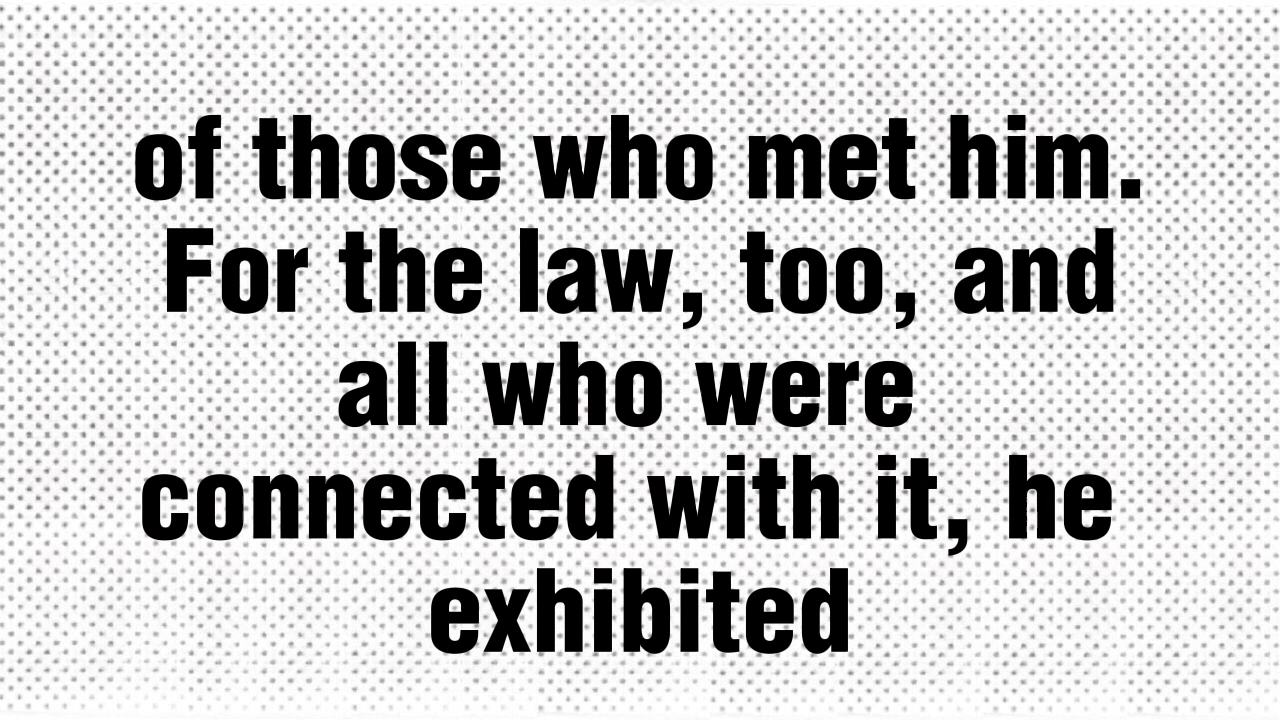 of those who met him.
For the law, too, and
all who were
connected with it, he
exhibited